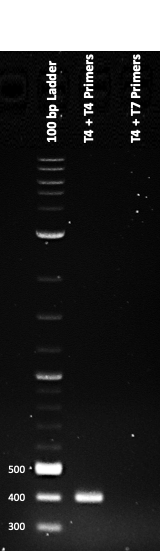 100 bp Ladder
T4 + T4 Primers
T4 + T7 Primers
500
400
300